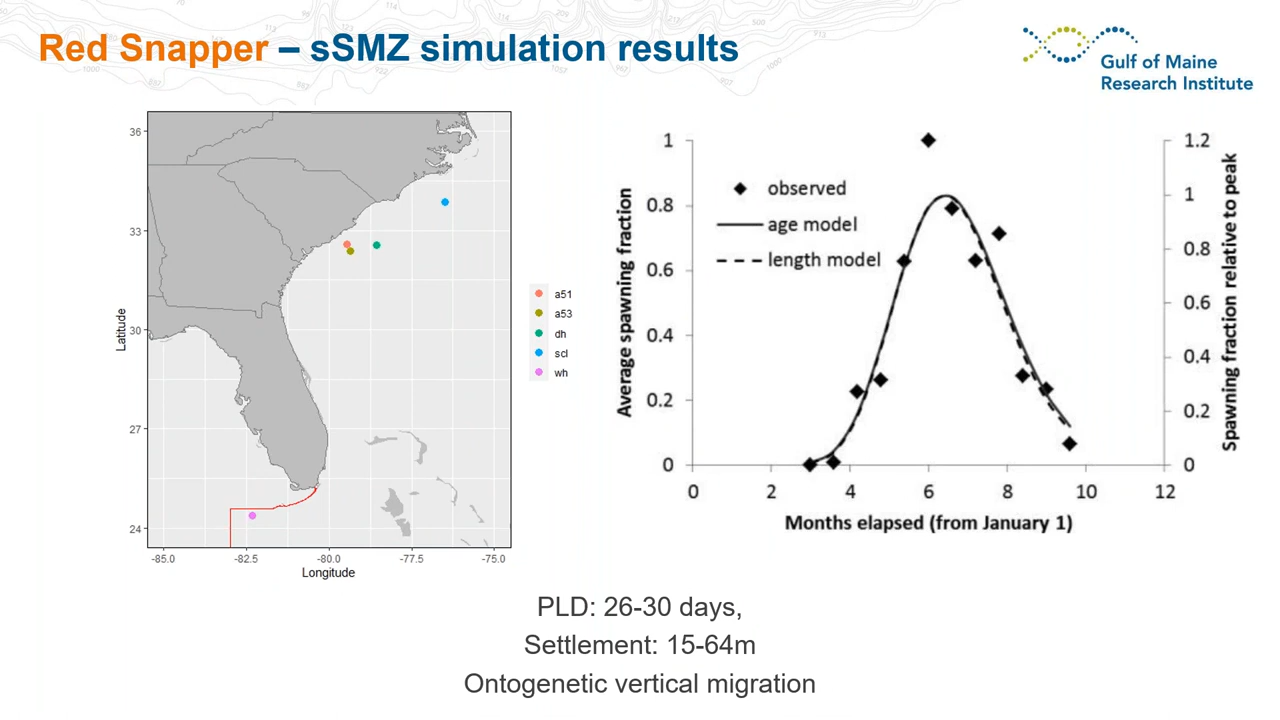 Red Snapper – sSMZ simulation results
Gulf of Maine
Research Institute
36
33
30
27
24
Latitude
-85.0
-82.5
-80.0
-77.5
-75.0
Longitude
a51
a53
dh
scl
wh
Average spawning fraction
1
0.8
0.6
0.4
0.2
0
observed
age model
length model
1.2
1
0.8
0.6
0.4
0.2
0
Spawning fraction relative to peak
0
2
4
6
8
10
12
Months elapsed (from January 1)
PLD: 26-30 days,
Settlement: 15-64m
Ontogenetic vertical migration